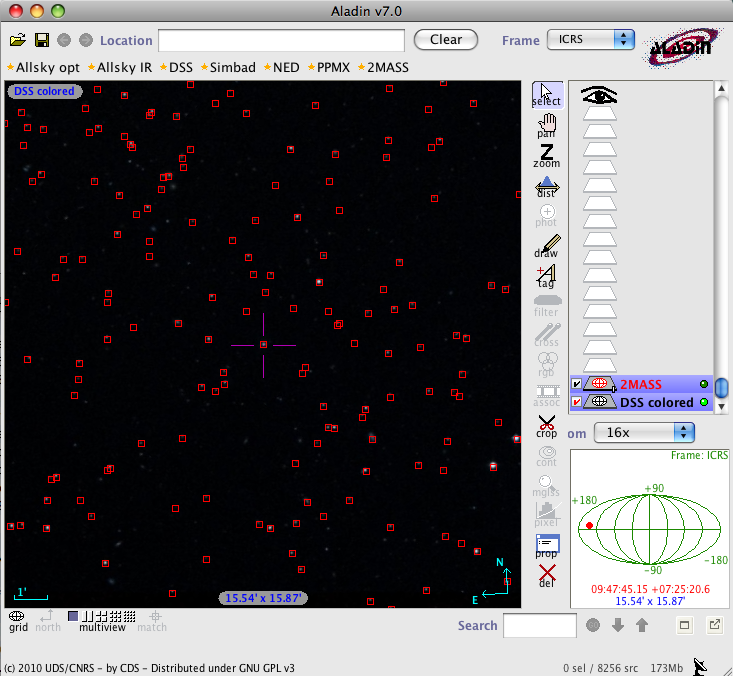 Aladin v7.0
Location Clear Frame ICRS ALADIN
Allsky opt Allsky IR DSS Simbad NED PPMX 2MASS
DSS colored
select
pan
zoom
dist
phot
draw
tag
filter
cross
rgb
assoc
crop
cont
mglss
pixel
prop
del
2MASS
DSS colored
om 16x
Frame: ICRS
+90
+180
-180
-90
09:47:45.15 +07:25:20.6
15.54' x 15.87'
N
E
1'
15.54' x 15.87'
grid north multiview match Search
(c) 2010 UDS/CNRS - by CDS - Distributed under GNU GPL v3 0 sel / 8256 src 173Mb